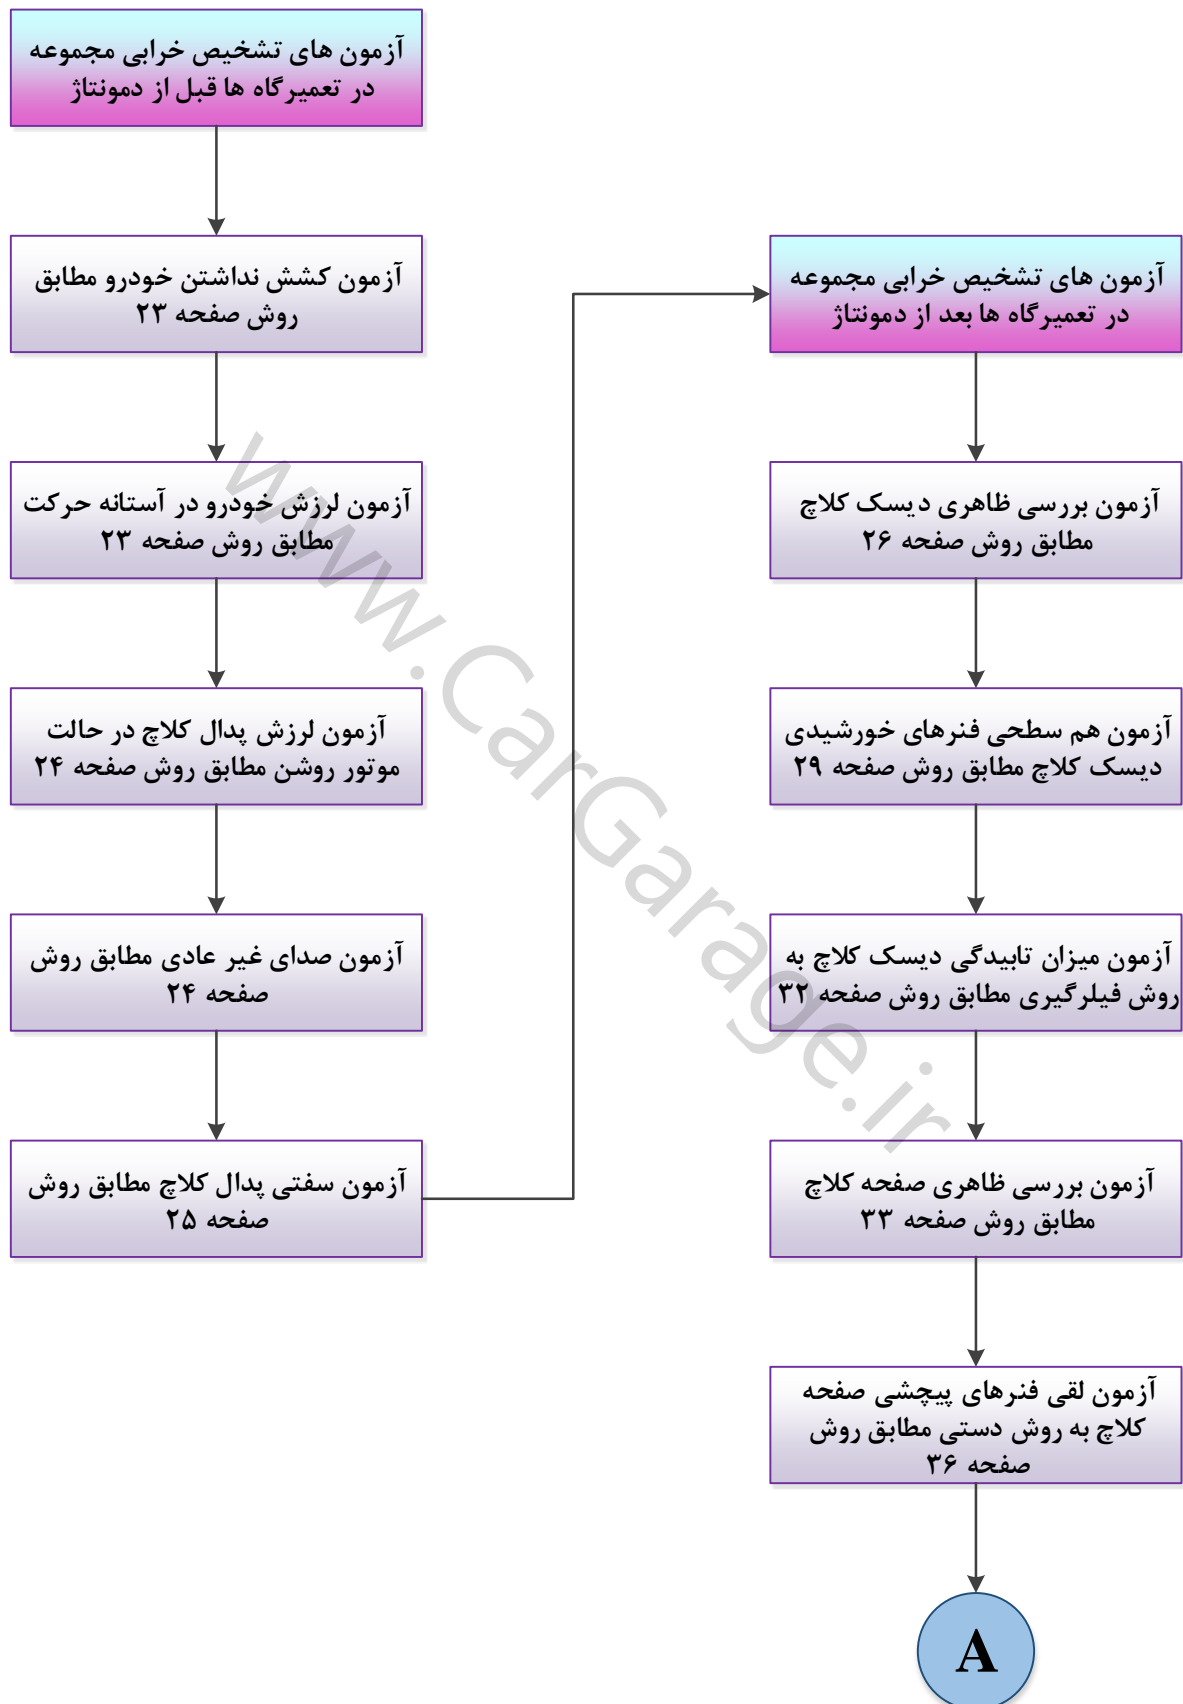 آزمون های تشخیص خرابی مجموعه
در تعمیرگاه ها قبل از دمونتاژ
آزمون کشش نداشتن خودرو مطابق
روش صفحه ۲۳
آزمون لرزش خودرو در آستانه حرکت
مطابق روش صفحه ۲۳
آزمون لرزش پدال کلاچ در حالت
موتور روشن مطابق روش صفحه ۲۴
آزمون صدای غیر عادی مطابق روش
صفحه ۲۴
آزمون سفتی پدال کلاچ مطابق روش
صفحه ۲۵
آزمون های تشخیص خرابی مجموعه
در تعمیرگاه ها بعد از دمونتاژ
آزمون بررسی ظاهری دیسک کلاچ
مطابق روش صفحه ۲۶
آزمون هم سطحی فنرهای خورشیدی
دیسک کلاچ مطابق روش صفحه ۲۹
آزمون میزان تابیدگی دیسک کلاچ به
روش فیلرگیری مطابق روش صفحه ۳۲
آزمون بررسی ظاهری صفحه کلاچ
مطابق روش صفحه ۳۳
آزمون لقی فنرهای پیچشی صفحه
کلاچ به روش دستی مطابق روش
صفحه ۳۶
A
www.CarGarage.ir